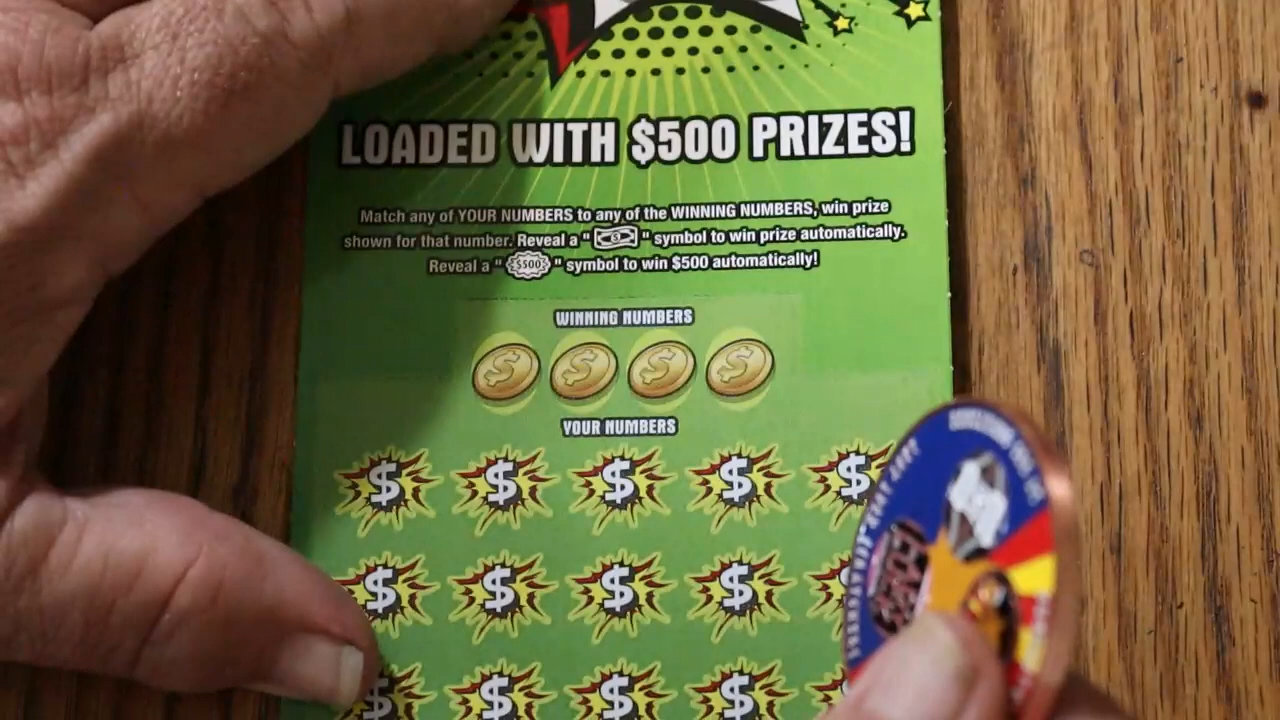 LOADED WITH $500 PRIZES!
Match any of YOUR NUMBERS to any of the WINNING NUMBERS, win prize
shown for that number. Reveal a " " symbol to win prize automatically.
Reveal a " $500 " symbol to win $500 automatically!
WINNING NUMBERS
$ $ $ $
YOUR NUMBERS
$ $ $ $ $
$ $ $ $ $
$ $ $ $